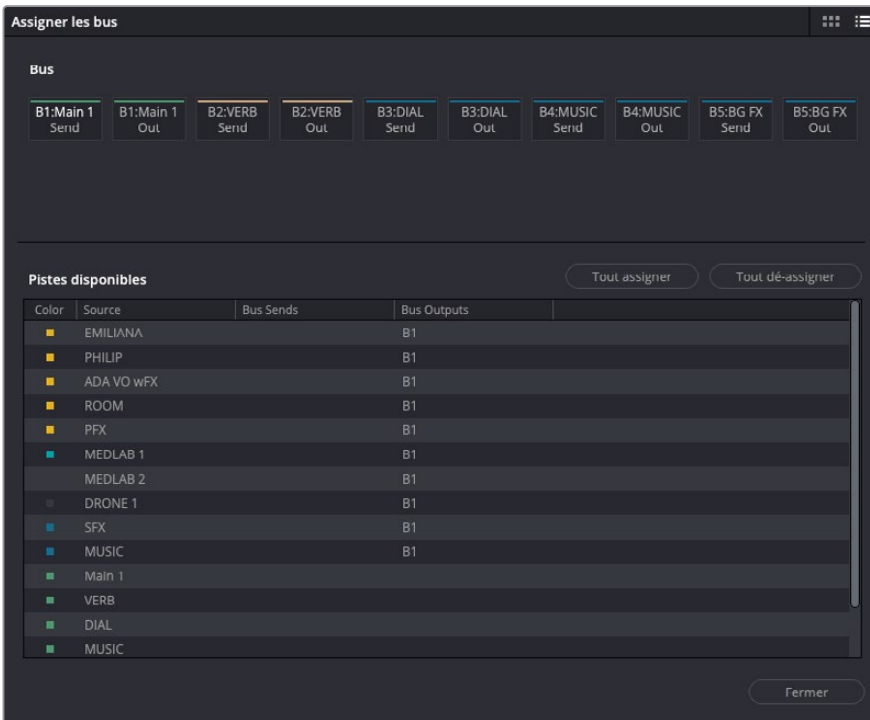 Assigner les bus
Bus
B1:Main 1 B1:Main 1 B2:VERB B2:VERB B3:DIAL B3:DIAL B4:MUSIC B4:MUSIC B5:BG FX B5:BG FX
Send Out Send Out Send Out Send Out Send Out
Pistes disponibles Tout assigner Tout dé-assigner
Color Source Bus Sends Bus Outputs
EMILIANA B1
PHILIP B1
ADA VO wFX B1
ROOM B1
PFX B1
MEDLAB 1 B1
MEDLAB 2 B1
DRONE 1 B1
SFX B1
MUSIC B1
Main 1
VERB
DIAL
MUSIC
Fermer